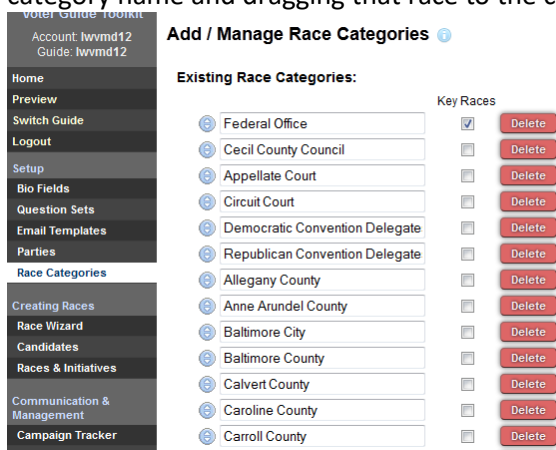 category name and dragging that race to the c
Voter Guide Toolkit
Account: lwvmd12
Guide: lwvmd12
Home
Preview
Switch Guide
Logout
Setup
Bio Fields
Question Sets
Email Templates
Parties
Race Categories
Creating Races
Race Wizard
Candidates
Races & Initiatives
Communication &
Management
Campaign Tracker
Add / Manage Race Categories
Existing Race Categories:
Key Races
Federal Office Delete
Cecil County Council Delete
Appellate Court Delete
Circuit Court Delete
Democratic Convention Delegate Delete
Republican Convention Delegate Delete
Allegany County Delete
Anne Arundel County Delete
Baltimore City Delete
Baltimore County Delete
Calvert County Delete
Caroline County Delete
Carroll County Delete